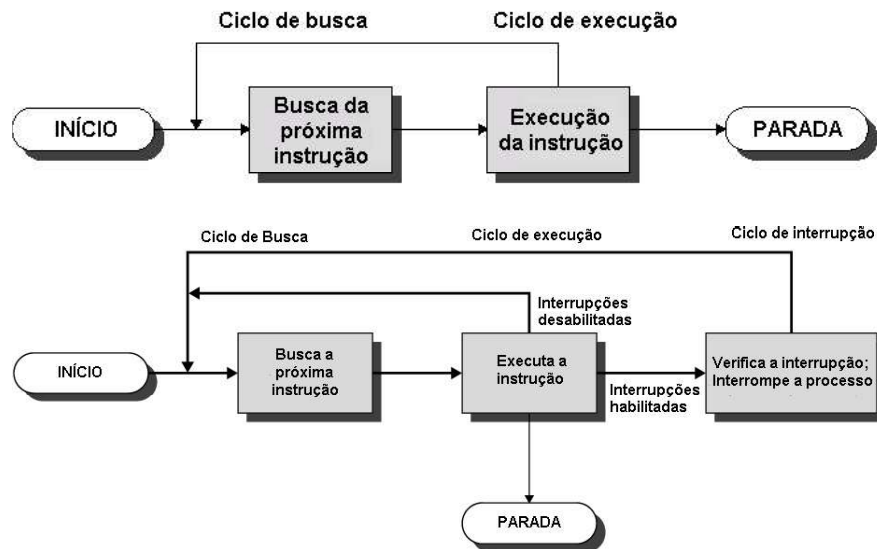 Ciclo de busca
Ciclo de execução
INÍCIO
Busca da
próxima
instrução
Execução
da instrução
PARADA
Ciclo de Busca
Ciclo de execução
Ciclo de interrupção
Interrupções
desabilitadas
INÍCIO
Busca a
próxima
instrução
Executa a
instrução
Interrupções
habilitadas
Verifica a interrupção;
Interrompe a processo
PARADA